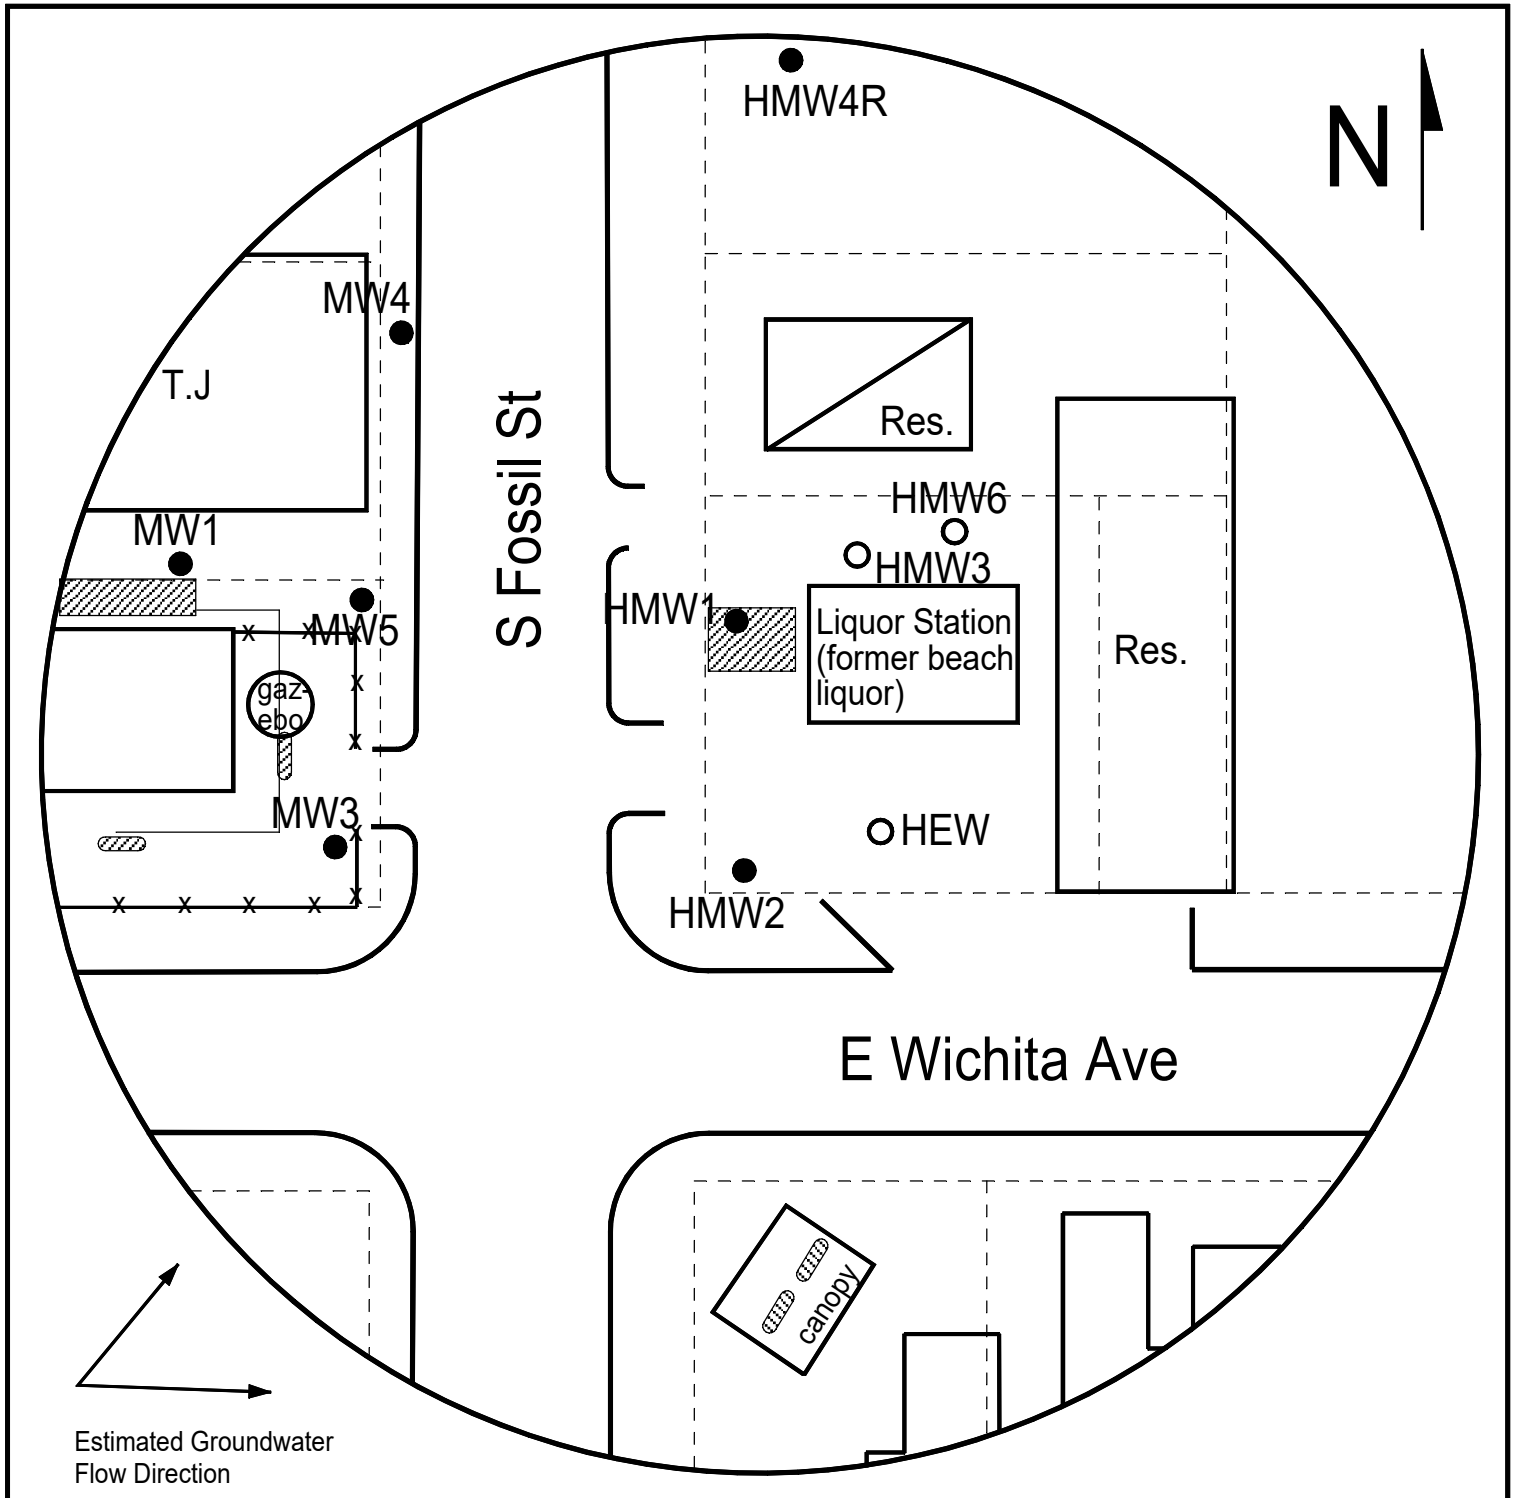 HMW4R
N
MW4
T.J
S Fossil St
Res.
HMW6
MW1
HMW3
HMW1
MW5
Liquor Station
(former beach
liquor)
Res.
x x x
x
gaz-
ebo
x
MW3
x
HEW
x x x x x
HMW2
E Wichita Ave
canopy
Estimated Groundwater
Flow Direction